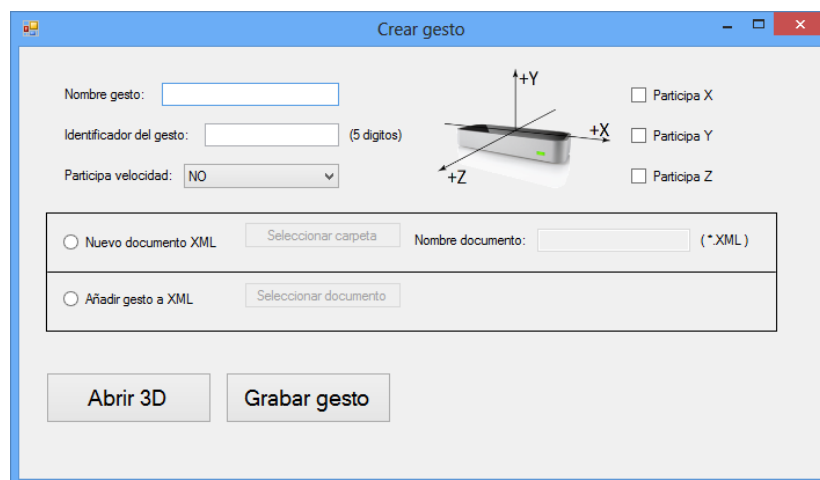 Crear gesto
Nombre gesto:
+Y
Participa X
Identificador del gesto:
(5 digitos)
+X
Participa Y
Participa velocidad:
NO
+Z
Participa Z
Nuevo documento XML
Seleccionar carpeta
Nombre documento:
( *.XML )
Añadir gesto a XML
Seleccionar documento
Abrir 3D
Grabar gesto